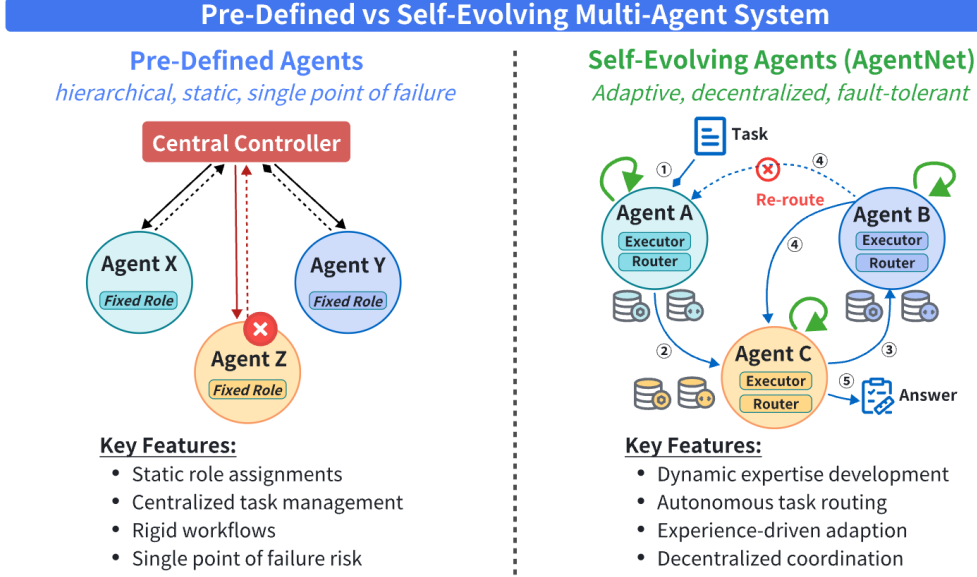 Pre-Defined vs Self-Evolving Multi-Agent System
Pre-Defined Agents
hierarchical, static, single point of failure
Central Controller
Agent X
Fixed Role
Agent Y
Fixed Role
Agent Z
Fixed Role
Key Features:
• Static role assignments
• Centralized task management
• Rigid workflows
• Single point of failure risk
Self-Evolving Agents (AgentNet)
Adaptive, decentralized, fault-tolerant
Task
①
④
Re-route
Agent A
Executor
Router
Agent B
Executor
Router
④
②
③
Agent C
Executor
Router
⑤
Answer
Key Features:
• Dynamic expertise development
• Autonomous task routing
• Experience-driven adaption
• Decentralized coordination